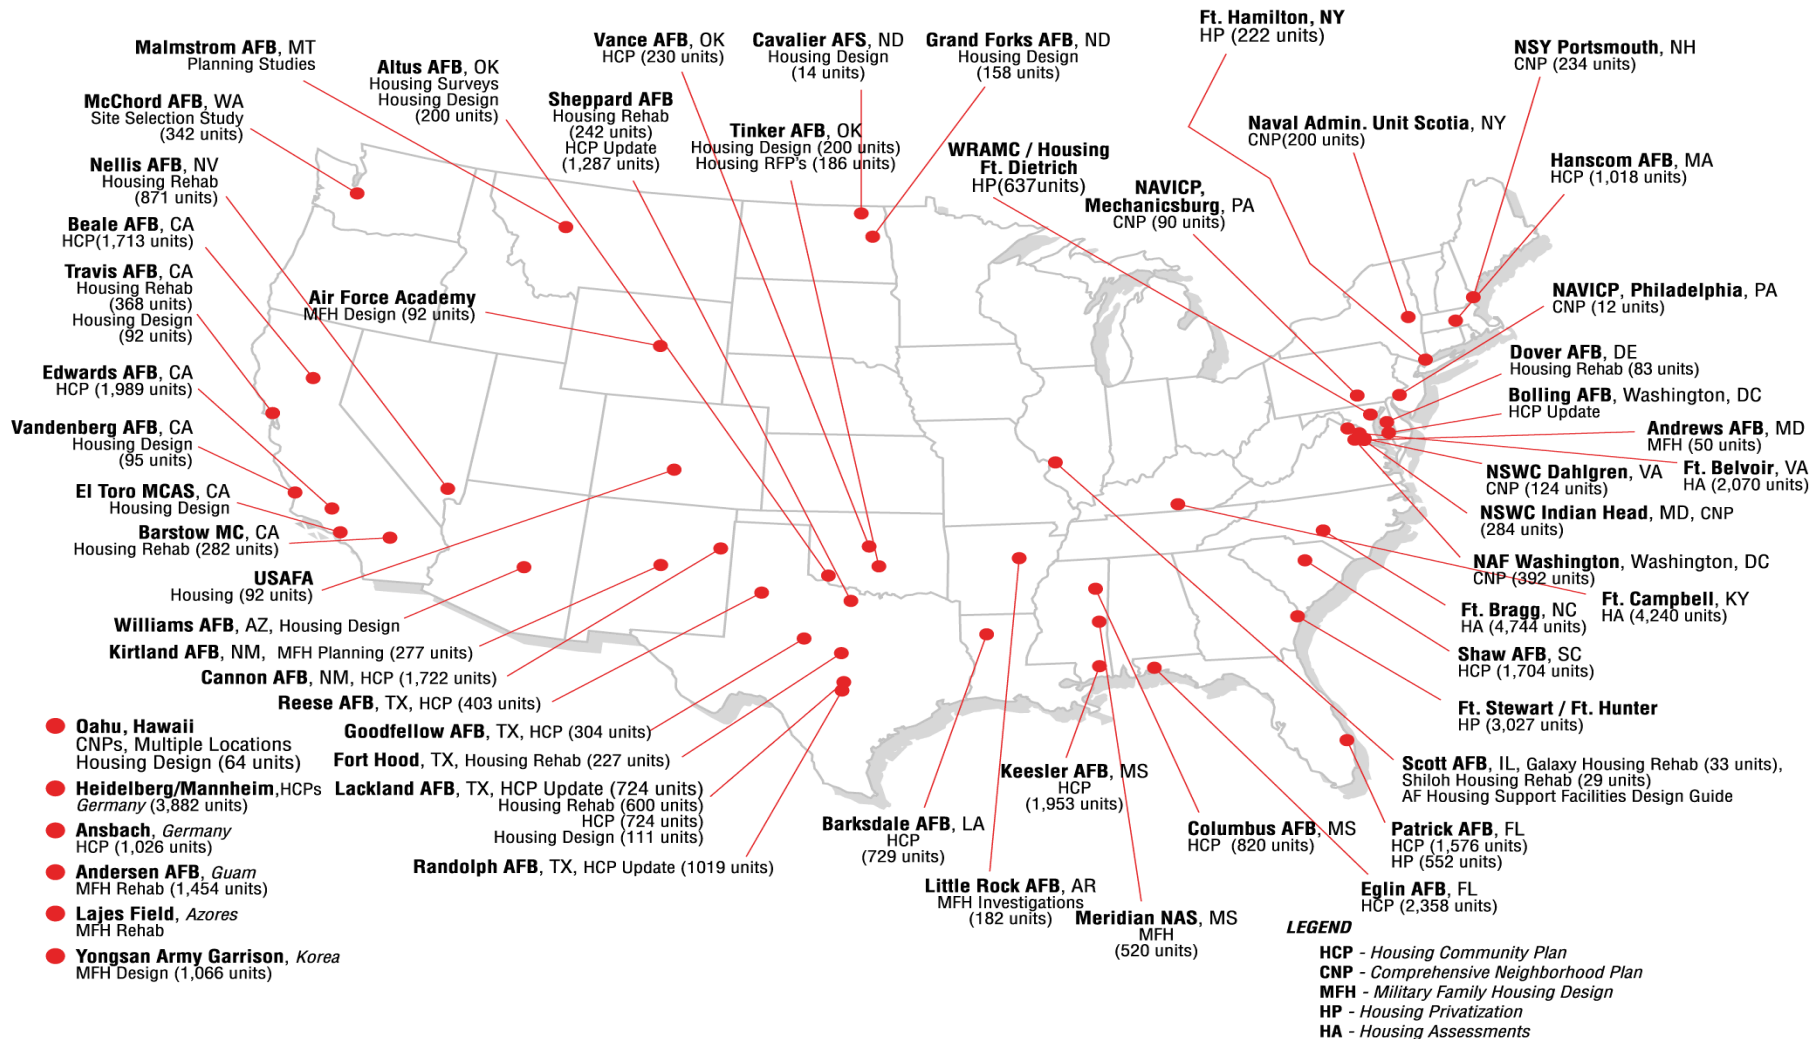 Malmstrom AFB, MT
Planning Studies
McChord AFB, WA
Site Selection Study
(342 units)
Nellis AFB, NV
Housing Rehab
(871 units)
Beale AFB, CA
HCP(1,713 units)
Travis AFB, CA
Housing Rehab
(368 units)
Housing Design
(92 units)
Edwards AFB, CA
HCP (1,989 units)
Vandenberg AFB, CA
Housing Design
(95 units)
El Toro MCAS, CA
Housing Design
Barstow MC, CA
Housing Rehab (282 units)
USAFA
Housing (92 units)
Williams AFB, AZ, Housing Design
Kirtland AFB, NM, MFH Planning (277 units)
Cannon AFB, NM, HCP (1,722 units)
Reese AFB, TX, HCP (403 units)
Goodfellow AFB, TX, HCP (304 units)
Fort Hood, TX, Housing Rehab (227 units)
Lackland AFB, TX, HCP Update (724 units)
Housing Rehab (600 units)
HCP (724 units)
Housing Design (111 units)
Randolph AFB, TX, HCP Update (1019 units)
Altus AFB, OK
Housing Surveys
Housing Design
(200 units)
Air Force Academy
MFH Design (92 units)
Sheppard AFB
Housing Rehab
(242 units)
HCP Update
(1,287 units)
Vance AFB, OK
HCP (230 units)
Tinker AFB, OK
Housing Design (200 units)
Housing RFP's (186 units)
Cavalier AFS, ND
Housing Design
(14 units)
Grand Forks AFB, ND
Housing Design
(158 units)
WRAMC / Housing
Ft. Dietrich
HP(637units)
NAVICP,
Mechanicsburg, PA
CNP (90 units)
Ft. Hamilton, NY
HP (222 units)
Naval Admin. Unit Scotia, NY
CNP(200 units)
NSY Portsmouth, NH
CNP (234 units)
Hanscom AFB, MA
HCP (1,018 units)
NAVICP, Philadelphia, PA
CNP (12 units)
Dover AFB, DE
Housing Rehab (83 units)
Bolling AFB, Washington, DC
HCP Update
Andrews AFB, MD
MFH (50 units)
Ft. Belvoir, VA
HA (2,070 units)
NSWC Dahlgren, VA
CNP (124 units)
NSWC Indian Head, MD, CNP
(284 units)
NAF Washington, Washington, DC
CNP (392 units)
Ft. Campbell, KY
HA (4,240 units)
Ft. Bragg, NC
HA (4,744 units)
Shaw AFB, SC
HCP (1,704 units)
Ft. Stewart / Ft. Hunter
HP (3,027 units)
Scott AFB, IL, Galaxy Housing Rehab (33 units),
Shiloh Housing Rehab (29 units)
AF Housing Support Facilities Design Guide
Patrick AFB, FL
HCP (1,576 units)
HP (552 units)
Eglin AFB, FL
HCP (2,358 units)
Columbus AFB, MS
HCP (820 units)
Keesler AFB, MS
HCP
(1,953 units)
Barksdale AFB, LA
HCP
(729 units)
Little Rock AFB, AR
MFH Investigations
(182 units)
Meridian NAS, MS
MFH
(520 units)
Oahu, Hawaii
CNPs, Multiple Locations
Housing Design (64 units)
Heidelberg/Mannheim,HCPs
Germany (3,882 units)
Ansbach, Germany
HCP (1,026 units)
Andersen AFB, Guam
MFH Rehab (1,454 units)
Lajes Field, Azores
MFH Rehab
Yongsan Army Garrison, Korea
MFH Design (1,066 units)
LEGEND
HCP - Housing Community Plan
CNP - Comprehensive Neighborhood Plan
MFH - Military Family Housing Design
HP - Housing Privatization
HA - Housing Assessments